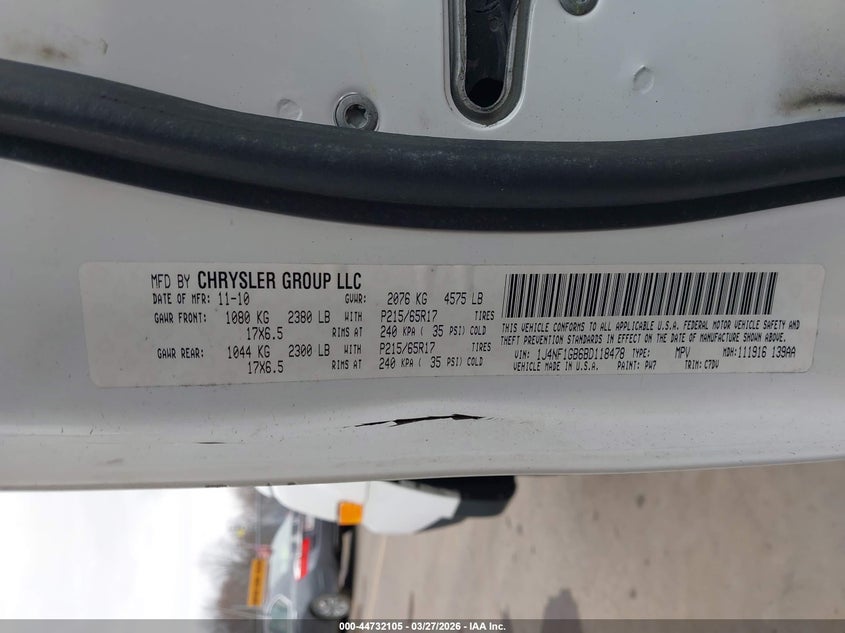 MFD BY CHRYSLER GROUP LLC
DATE OF MFR: 11-10 GVWR: 2076 KG 4575 LB
GAWR FRONT: 1080 KG 2380 LB WITH P215/65R17 TIRES
17X6.5 RIMS AT 240 KPA ( 35 PSI) COLD
GAWR REAR: 1044 KG 2300 LB WITH P215/65R17 TIRES
17X6.5 RIMS AT 240 KPA ( 35 PSI) COLD
THIS VEHICLE CONFORMS TO ALL APPLICABLE U.S.A. FEDERAL MOTOR VEHICLE SAFETY AND
THEFT PREVENTION STANDARDS IN EFFECT ON THE DATE OF MANUFACTURE SHOWN ABOVE.
VIN: 1J4NF1GB6BD118478 TYPE: MPV MDH: 111916 139AA
VEHICLE MADE IN U.S.A. PAINT: PW7 TRIM: C7DV
000-44732105 - 03/27/2026 - IAA Inc.